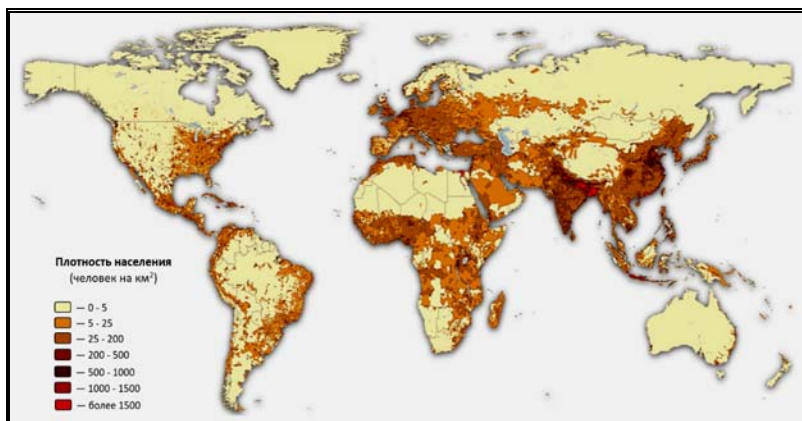 Плотность населения
(человек на км²)
— 0 - 5
— 5 - 25
— 25 - 200
— 200 - 500
— 500 - 1000
— 1000 - 1500
— более 1500